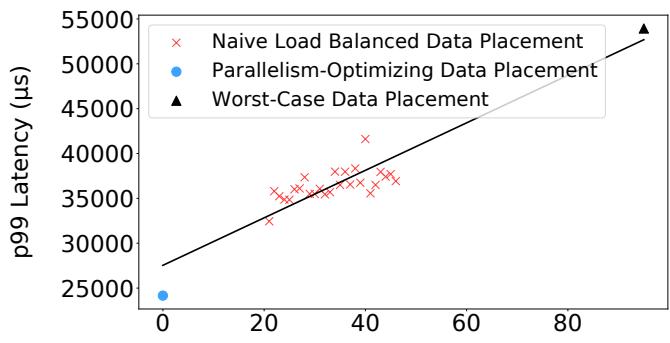 55000
50000
45000
40000
35000
30000
25000
p99 Latency (µs)
Naive Load Balanced Data Placement
Parallelism-Optimizing Data Placement
Worst-Case Data Placement
0 20 40 60 80